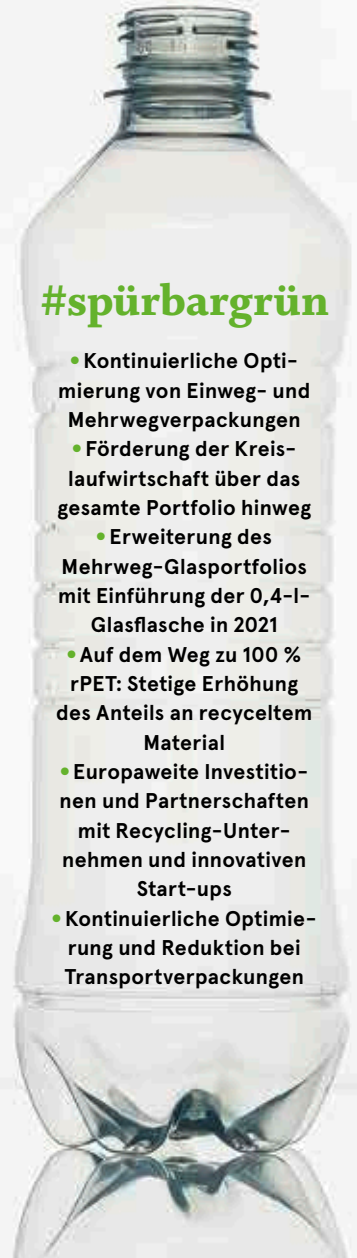 #spürbargrün
• Kontinuierliche Opti-
mierung von Einweg- und
Mehrwegverpackungen
• Förderung der Kreis-
laufwirtschaft über das
gesamte Portfolio hinweg
• Erweiterung des
Mehrweg-Glasportfolios
mit Einführung der 0,4-l-
Glasflasche in 2021
• Auf dem Weg zu 100 %
rPET: Stetige Erhöhung
des Anteils an recyceltem
Material
• Europaweite Investitio-
nen und Partnerschaften
mit Recycling-Unter-
nehmen und innovativen
Start-ups
• Kontinuierliche Optimie-
rung und Reduktion bei
Transportverpackungen